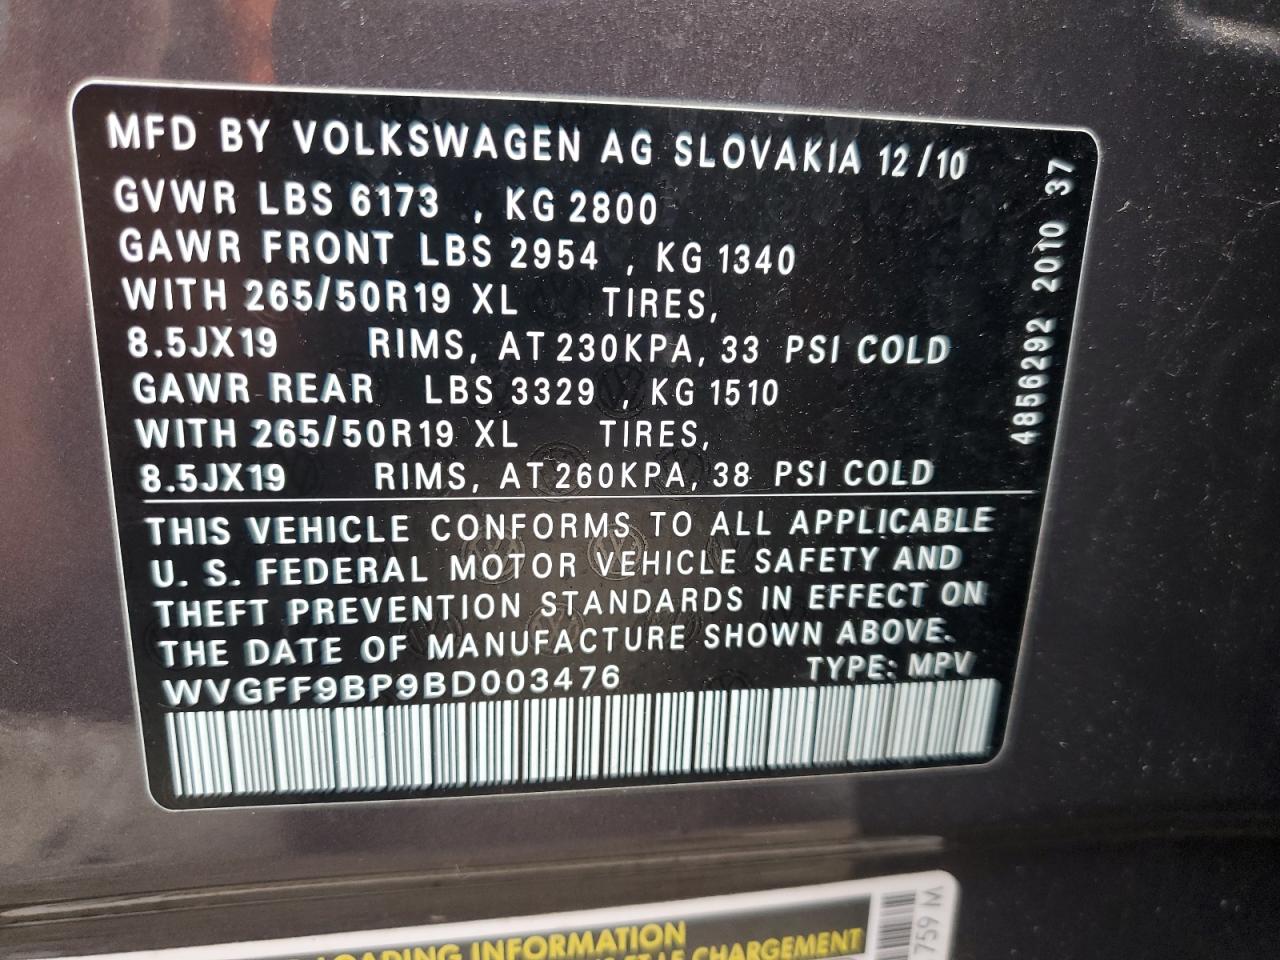 MFD BY VOLKSWAGEN AG SLOVAKIA 12/10
GVWR LBS 6173 , KG 2800
GAWR FRONT LBS 2954 , KG 1340
WITH 265/50R19 XL TIRES,
8.5JX19 RIMS, AT 230KPA, 33 PSI COLD
GAWR REAR LBS 3329 , KG 1510
WITH 265/50R19 XL TIRES,
8.5JX19 RIMS, AT 260KPA, 38 PSI COLD
THIS VEHICLE CONFORMS TO ALL APPLICABLE
U. S. FEDERAL MOTOR VEHICLE SAFETY AND
THEFT PREVENTION STANDARDS IN EFFECT ON
THE DATE OF MANUFACTURE SHOWN ABOVE.
WVGFF9BP9BD003476 TYPE: MPV
4856292 2010 37
LOADING INFORMATION
ET LE CHARGEMENT
759 M